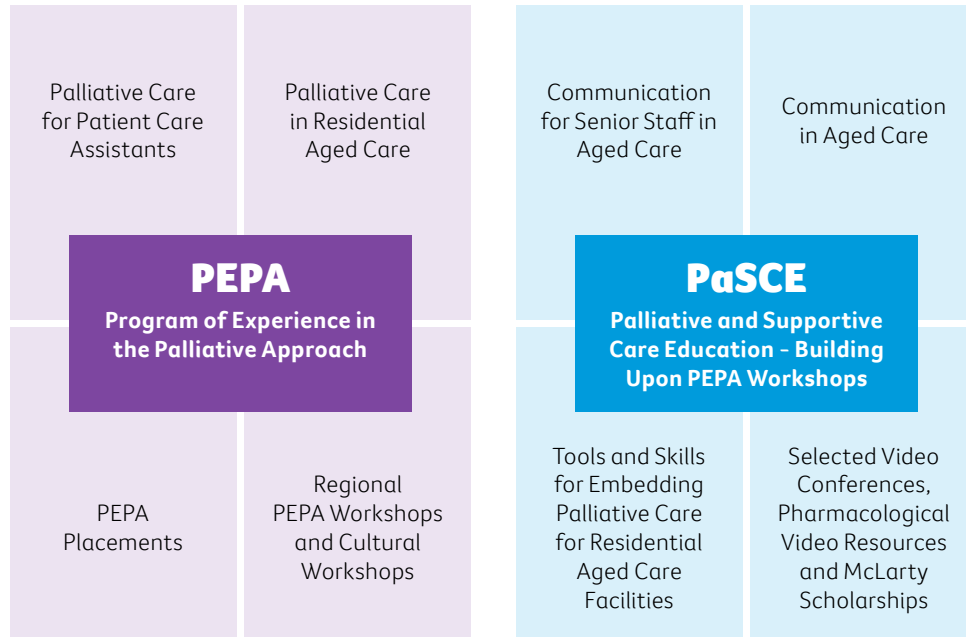 Palliative Care
for Patient Care
Assistants
Palliative Care
in Residential
Aged Care
PEPA
Program of Experience in
the Palliative Approach
PEPA
Placements
Regional
PEPA Workshops
and Cultural
Workshops
Communication
for Senior Staff in
Aged Care
Communication
in Aged Care
PaSCE
Palliative and Supportive
Care Education – Building
Upon PEPA Workshops
Tools and Skills
for Embedding
Palliative Care
for Residential
Aged Care
Facilities
Selected Video
Conferences,
Pharmacological
Video Resources
and McLarty
Scholarships